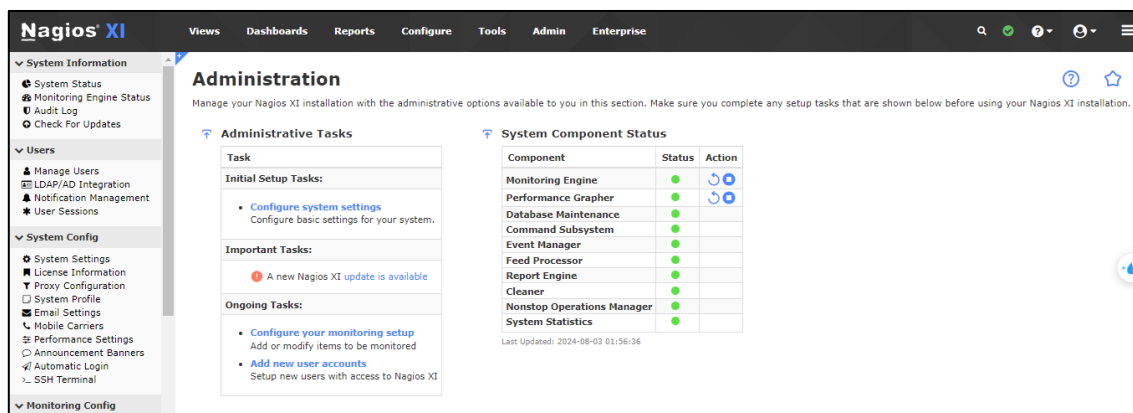 Nagios XI
Views Dashboards Reports Configure Tools Admin Enterprise
System Information
System Status
Monitoring Engine Status
Audit Log
Check For Updates
Users
Manage Users
LDAP/AD Integration
Notification Management
User Sessions
System Config
System Settings
License Information
Proxy Configuration
System Profile
Email Settings
Mobile Carriers
Performance Settings
Announcement Banners
Automatic Login
SSH Terminal
Monitoring Config
Administration
Manage your Nagios XI installation with the administrative options available to you in this section. Make sure you complete any setup tasks that are shown below before using your Nagios XI installation.
Administrative Tasks
Task
Initial Setup Tasks:
Configure system settings
Configure basic settings for your system.
Important Tasks:
A new Nagios XI update is available
Ongoing Tasks:
Configure your monitoring setup
Add or modify items to be monitored
Add new user accounts
Setup new users with access to Nagios XI
System Component Status
Component Status Action
Monitoring Engine
Performance Grapher
Database Maintenance
Command Subsystem
Event Manager
Feed Processor
Report Engine
Cleaner
Nonstop Operations Manager
System Statistics
Last Updated: 2024-08-03 01:56:36